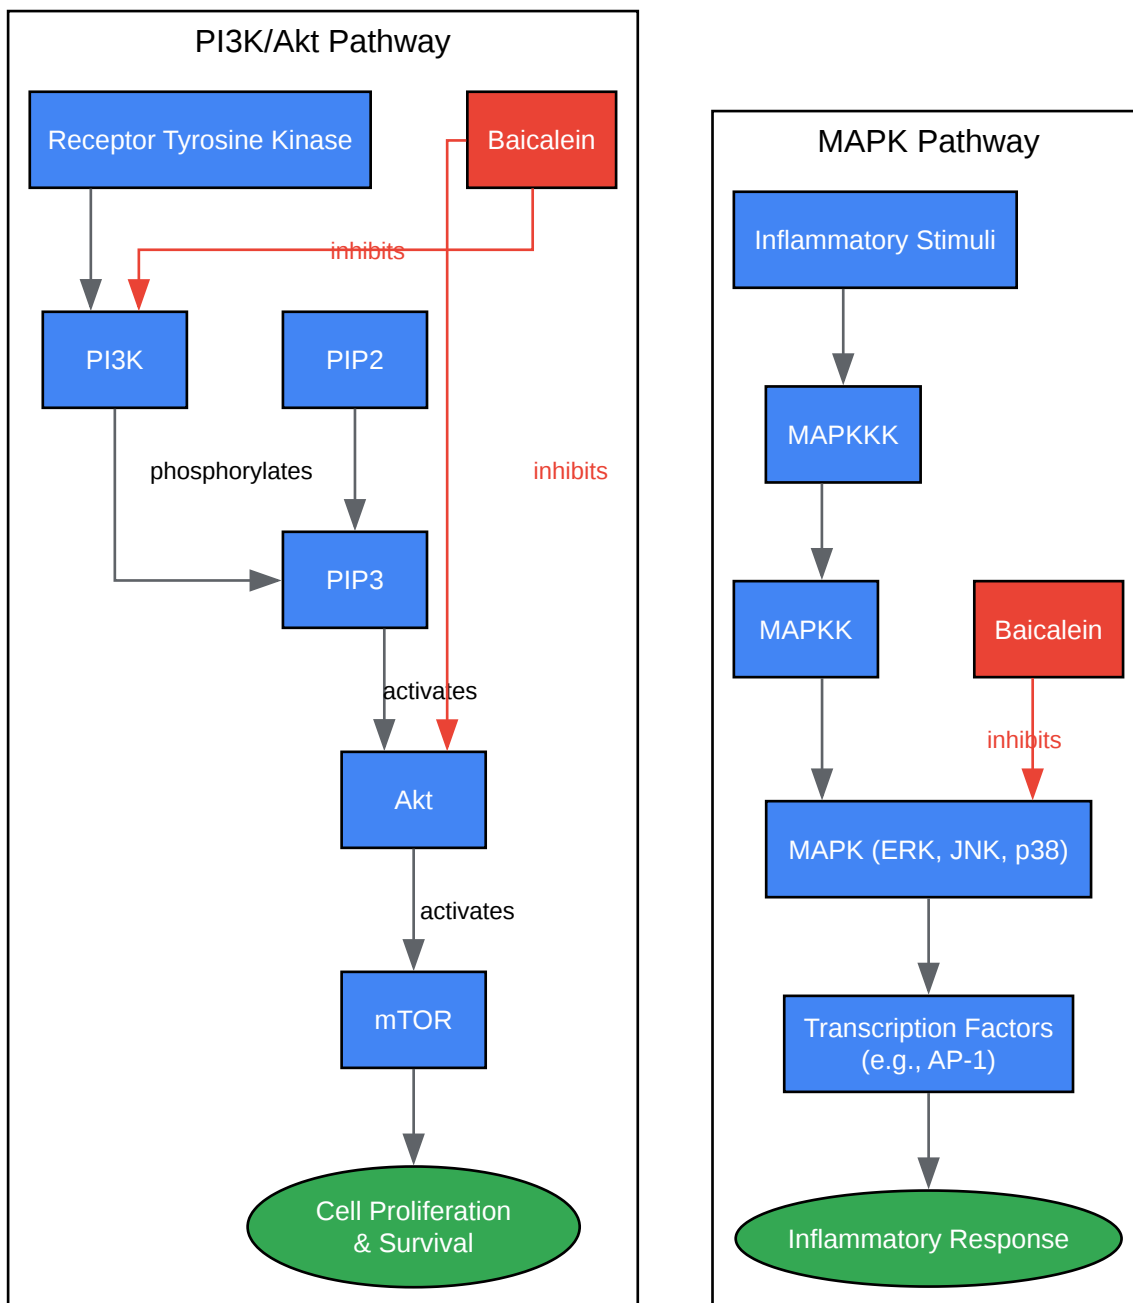 PI3K/Akt Pathway
Receptor Tyrosine Kinase
Baicalein
inhibits
PI3K
PIP2
phosphorylates
inhibits
PIP3
activates
Akt
activates
mTOR
Cell Proliferation
& Survival
MAPK Pathway
Inflammatory Stimuli
MAPKKK
MAPKK
Baicalein
inhibits
MAPK (ERK, JNK, p38)
Transcription Factors
(e.g., AP-1)
Inflammatory Response